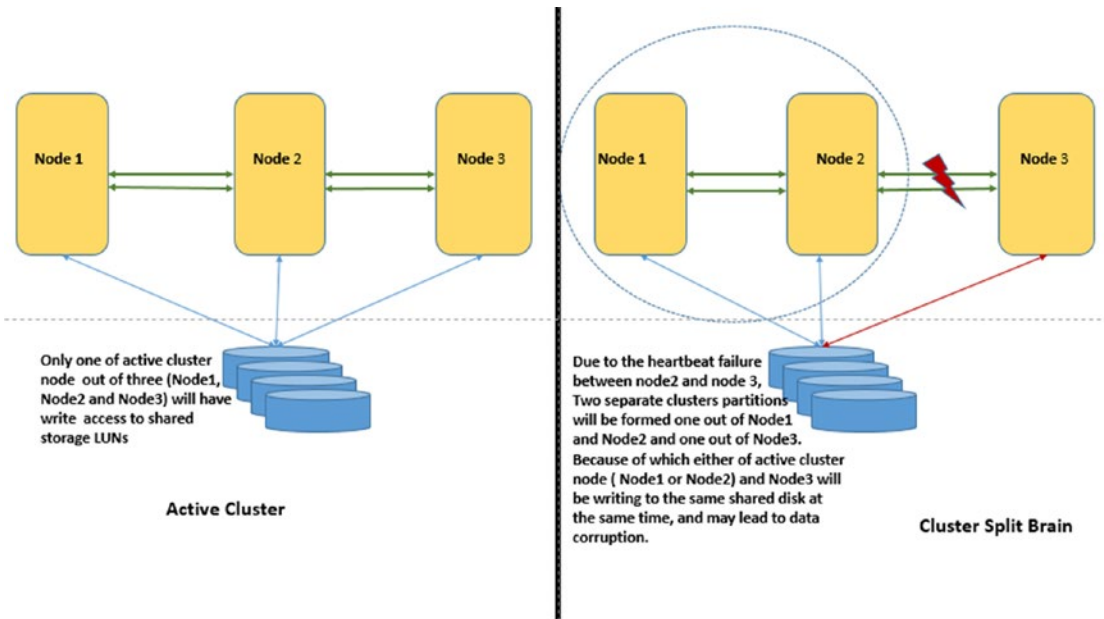 Node 1
Node 2
Node 3
Only one of active cluster
node out of three (Node1,
Node2 and Node3) will have
write access to shared
storage LUNs
Active Cluster
Node 1
Node 2
Node 3
Due to the heartbeat failure
between node2 and node 3,
Two separate clusters partitions
will be formed one out of Node1
and Node2 and one out of Node3.
Because of which either of active cluster
node ( Node1 or Node2) and Node3 will
be writing to the same shared disk at
the same time, and may lead to data
corruption.
Cluster Split Brain